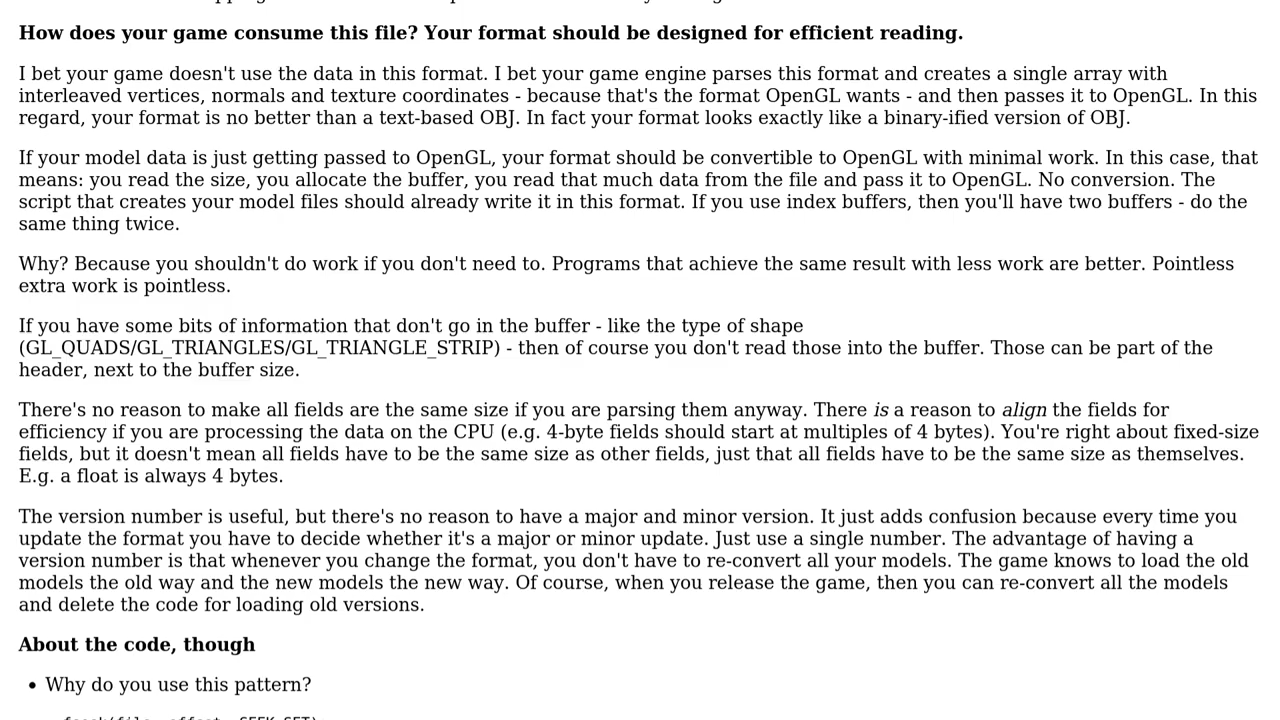 How does your game consume this file? Your format should be designed for efficient reading.
I bet your game doesn't use the data in this format. I bet your game engine parses this format and creates a single array with
interleaved vertices, normals and texture coordinates - because that's the format OpenGL wants - and then passes it to OpenGL. In this
regard, your format is no better than a text-based OBJ. In fact your format looks exactly like a binary-ified version of OBJ.
If your model data is just getting passed to OpenGL, your format should be convertible to OpenGL with minimal work. In this case, that
means: you read the size, you allocate the buffer, you read that much data from the file and pass it to OpenGL. No conversion. The
script that creates your model files should already write it in this format. If you use index buffers, then you'll have two buffers - do the
same thing twice.
Why? Because you shouldn't do work if you don't need to. Programs that achieve the same result with less work are better. Pointless
extra work is pointless.
If you have some bits of information that don't go in the buffer - like the type of shape
(GL_QUADS/GL_TRIANGLES/GL_TRIANGLE_STRIP) - then of course you don't read those into the buffer. Those can be part of the
header, next to the buffer size.
There's no reason to make all fields are the same size if you are parsing them anyway. There is a reason to align the fields for
efficiency if you are processing the data on the CPU (e.g. 4-byte fields should start at multiples of 4 bytes). You're right about fixed-size
fields, but it doesn't mean all fields have to be the same size as other fields, just that all fields have to be the same size as themselves.
E.g. a float is always 4 bytes.
The version number is useful, but there's no reason to have a major and minor version. It just adds confusion because every time you
update the format you have to decide whether it's a major or minor update. Just use a single number. The advantage of having a
version number is that whenever you change the format, you don't have to re-convert all your models. The game knows to load the old
models the old way and the new models the new way. Of course, when you release the game, then you can re-convert all the models
and delete the code for loading old versions.
About the code, though
• Why do you use this pattern?